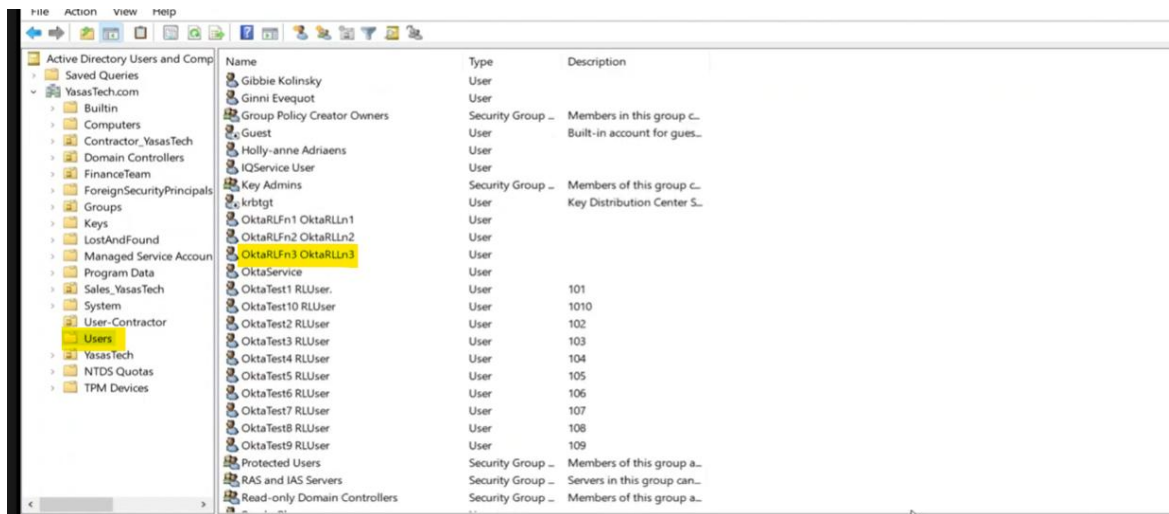 File Action View Help
Active Directory Users and Comp
Saved Queries
YasasTech.com
Builtin
Computers
Contractor_YasasTech
Domain Controllers
FinanceTeam
ForeignSecurityPrincipals
Groups
Keys
LostAndFound
Managed Service Accoun
Program Data
Sales_YasasTech
System
User-Contractor
Users
YasasTech
NTDS Quotas
TPM Devices
Name Type Description
Gibbie Kolinsky User
Ginni Evequot User
Group Policy Creator Owners Security Group ... Members in this group c...
Guest User Built-in account for gues...
Holly-anne Adriaens User
IQService User User
Key Admins Security Group ... Members of this group c...
krbtgt User Key Distribution Center S...
OktaRLFn1 OktaRLLn1 User
OktaRLFn2 OktaRLLn2 User
OktaRLFn3 OktaRLLn3 User
OktaService User
OktaTest1 RLUser. User 101
OktaTest10 RLUser User 1010
OktaTest2 RLUser User 102
OktaTest3 RLUser User 103
OktaTest4 RLUser User 104
OktaTest5 RLUser User 105
OktaTest6 RLUser User 106
OktaTest7 RLUser User 107
OktaTest8 RLUser User 108
OktaTest9 RLUser User 109
Protected Users Security Group ... Members of this group a...
RAS and IAS Servers Security Group ... Servers in this group can...
Read-only Domain Controllers Security Group ... Members of this group a...